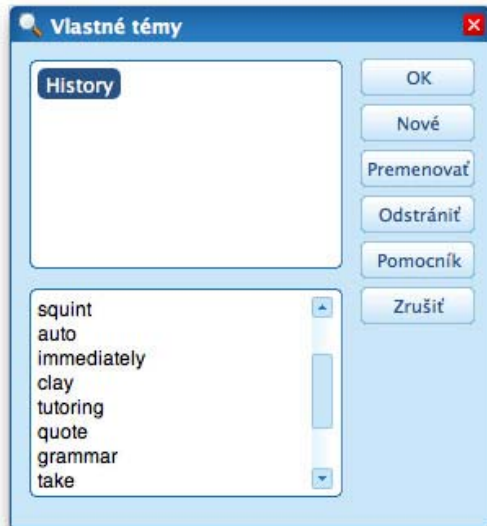 Vlastné témy
History
OK
Nové
Premenovať
Odstrániť
Pomocník
Zrušiť
squint
auto
immediately
clay
tutoring
quote
grammar
take